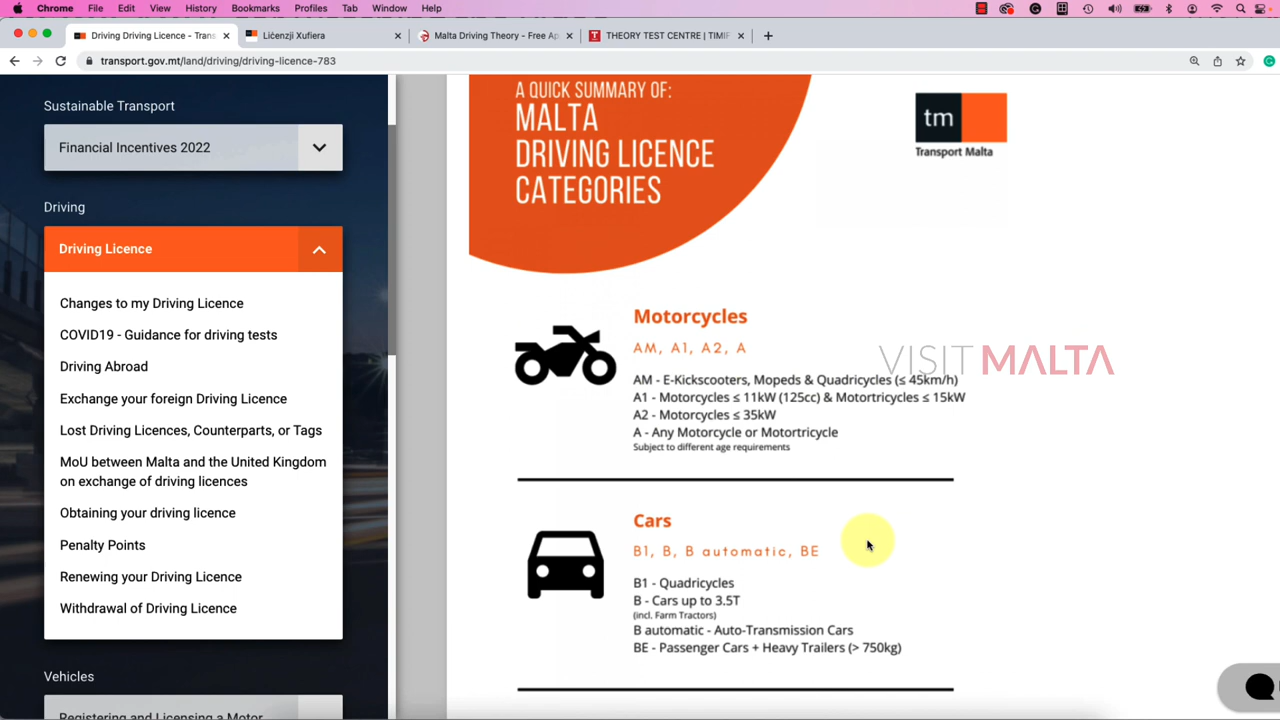 Chrome File Edit View History Bookmarks Profiles Tab Window Help
Driving Driving Licence - Trans
Liċenzji Xufiera
Malta Driving Theory - Free Ap
THEORY TEST CENTRE | TIMIF
transport.gov.mt/land/driving/driving-licence-783
Sustainable Transport
Financial Incentives 2022
Driving
Driving Licence
Changes to my Driving Licence
COVID19 - Guidance for driving tests
Driving Abroad
Exchange your foreign Driving Licence
Lost Driving Licences, Counterparts, or Tags
MoU between Malta and the United Kingdom
on exchange of driving licences
Obtaining your driving licence
Penalty Points
Renewing your Driving Licence
Withdrawal of Driving Licence
Vehicles
Registering and Licensing a Motor
A QUICK SUMMARY OF:
MALTA
DRIVING LICENCE
CATEGORIES
tm
Transport Malta
Motorcycles
AM, A1, A2, A
AM - E-Kickscooters, Mopeds & Quadricycles (≤ 45km/h)
A1 - Motorcycles ≤ 11kW (125cc) & Motortricycles ≤ 15kW
A2 - Motorcycles ≤ 35kW
A - Any Motorcycle or Motortricycle
Subject to different age requirements
VISIT MALTA
Cars
B1, B, B automatic, BE
B1 - Quadricycles
B - Cars up to 3.5T
(incl. Farm Tractors)
B automatic - Auto-Transmission Cars
BE - Passenger Cars + Heavy Trailers (> 750kg)